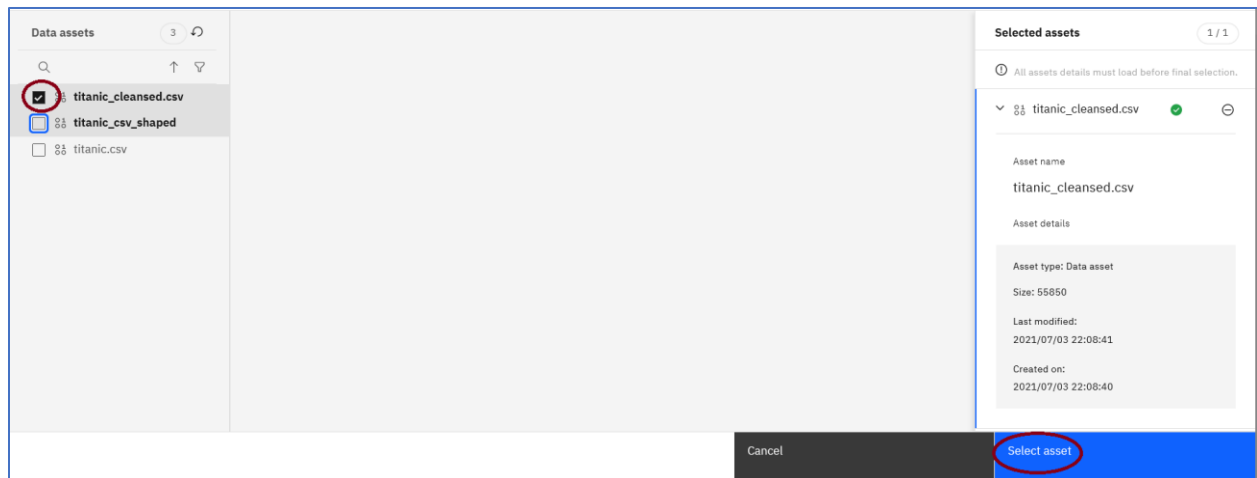 Data assets
3
titanic_cleansed.csv
titanic_csv_shaped
titanic.csv
Selected assets
1 / 1
All assets details must load before final selection.
titanic_cleansed.csv
Asset name
titanic_cleansed.csv
Asset details
Asset type: Data asset
Size: 55850
Last modified:
2021/07/03 22:08:41
Created on:
2021/07/03 22:08:40
Cancel
Select asset